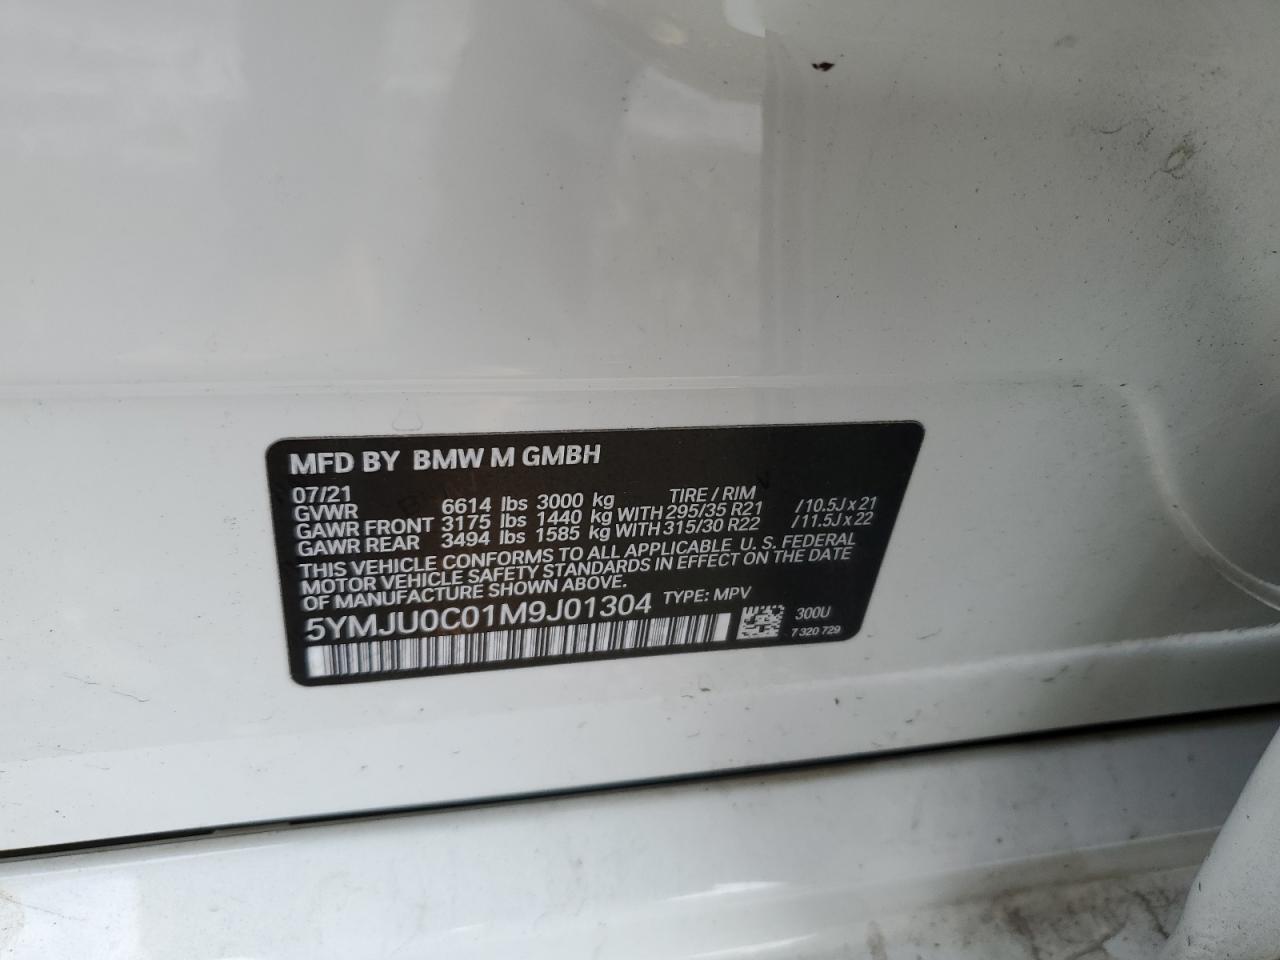 MFD BY BMW M GMBH
07/21
GVWR 6614 lbs 3000 kg TIRE / RIM
GAWR FRONT 3175 lbs 1440 kg WITH 295/35 R21 /10.5J x 21
GAWR REAR 3494 lbs 1585 kg WITH 315/30 R22 /11.5J x 22
THIS VEHICLE CONFORMS TO ALL APPLICABLE U. S. FEDERAL
MOTOR VEHICLE SAFETY STANDARDS IN EFFECT ON THE DATE
OF MANUFACTURE SHOWN ABOVE.
5YMJU0C01M9J01304 TYPE: MPV
300U
7 320 729